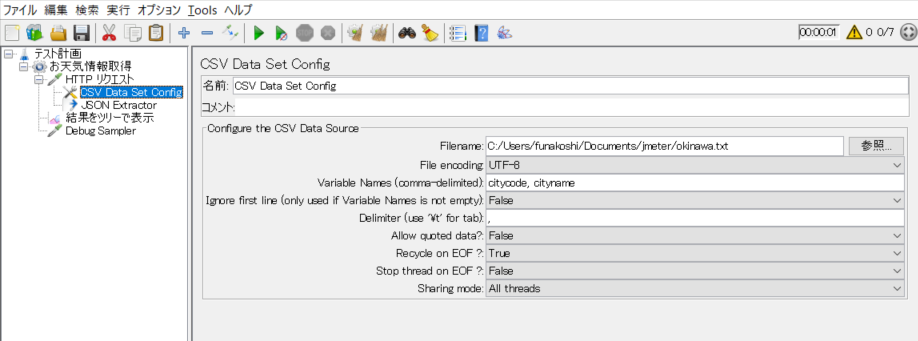 ファイル 編集 検索 実行 オプション Tools ヘルプ
00:00:01 0 0/7
テスト計画
お天気情報取得
HTTP リクエスト
CSV Data Set Config
JSON Extractor
結果をツリーで表示
Debug Sampler
CSV Data Set Config
名前: CSV Data Set Config
コメント:
Configure the CSV Data Source
Filename: C:/Users/funakoshi/Documents/jmeter/okinawa.txt 参照...
File encoding UTF-8
Variable Names (comma-delimited): citycode, cityname
Ignore first line (only used if Variable Names is not empty): False
Delimiter (use '¥t' for tab): ,
Allow quoted data?: False
Recycle on EOF ?: True
Stop thread on EOF ?: False
Sharing mode: All threads